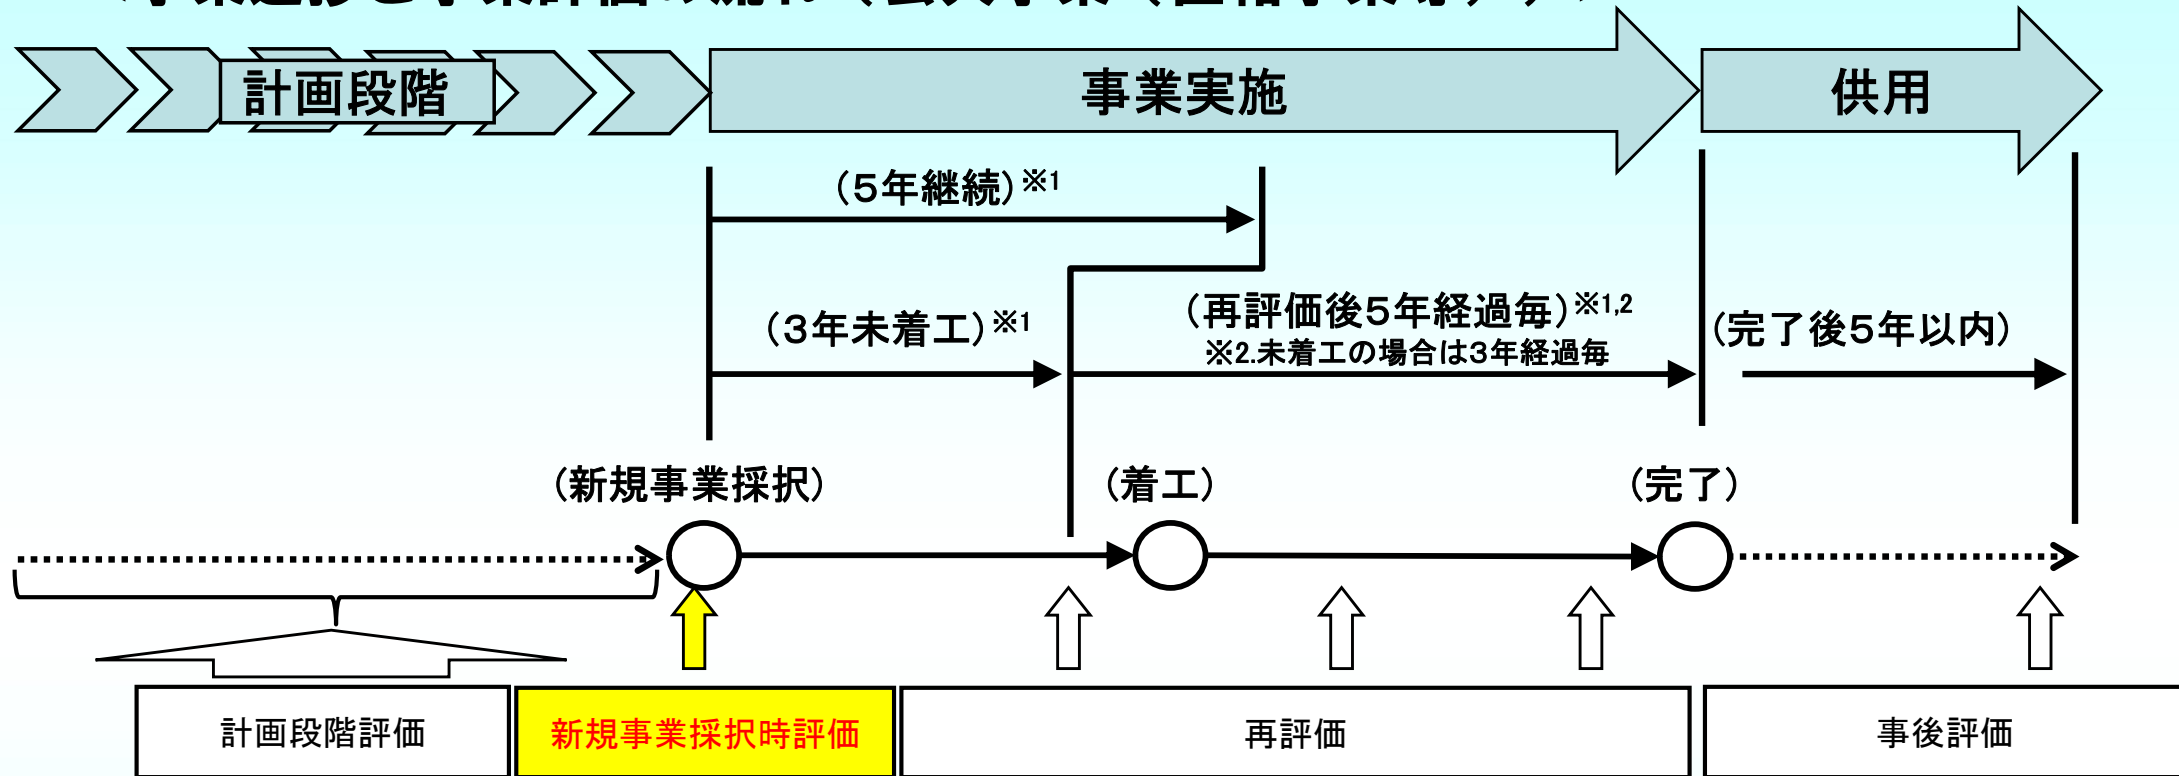 計画段階
事業実施
供用
（５年継続）※1
（３年未着工）※1
（再評価後５年経過毎）※1,2
※2.未着工の場合は３年経過毎
（完了後５年以内）
（新規事業採択）
（着工）
（完了）
計画段階評価
新規事業採択時評価
再評価
事後評価